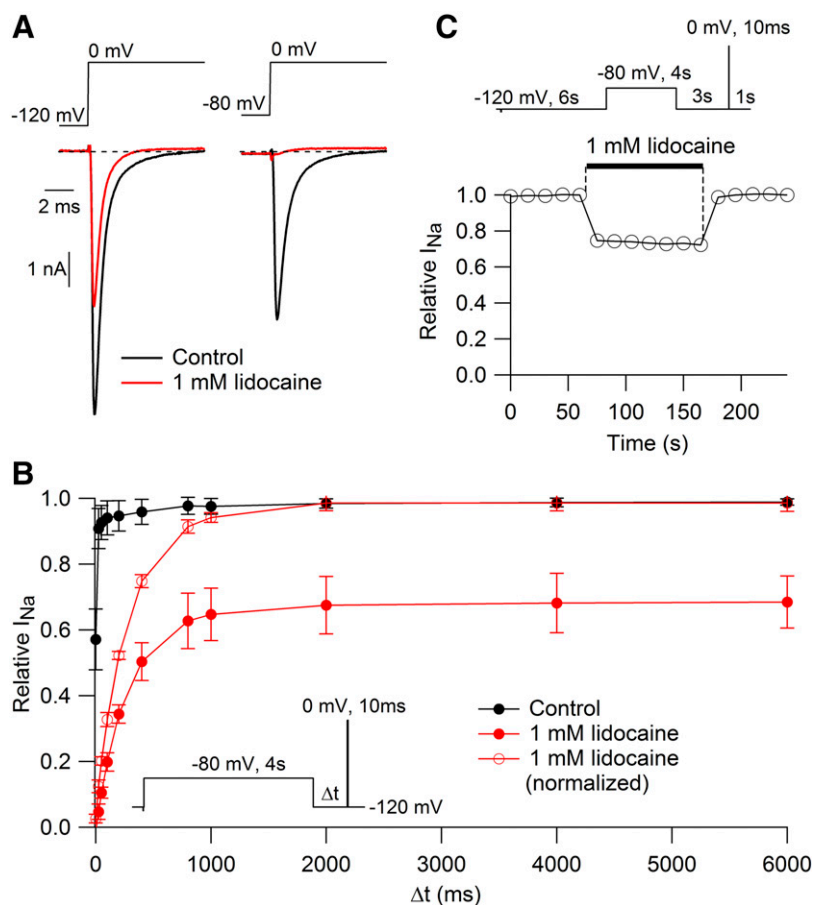 A
0 mV
0 mV
-120 mV
-80 mV
2 ms
1 nA
Control
1 mM lidocaine
C
0 mV, 10ms
-80 mV, 4s
-120 mV, 6s
3s
1s
1 mM lidocaine
1.0
0.8
0.6
0.4
0.2
0.0
Relative INa
0 50 100 150 200
Time (s)
B
1.0
0.8
0.6
0.4
0.2
0.0
Relative INa
0 mV, 10ms
-80 mV, 4s
Δt
-120 mV
Control
1 mM lidocaine
1 mM lidocaine
(normalized)
0 1000 2000 3000 4000 5000 6000
Δt (ms)